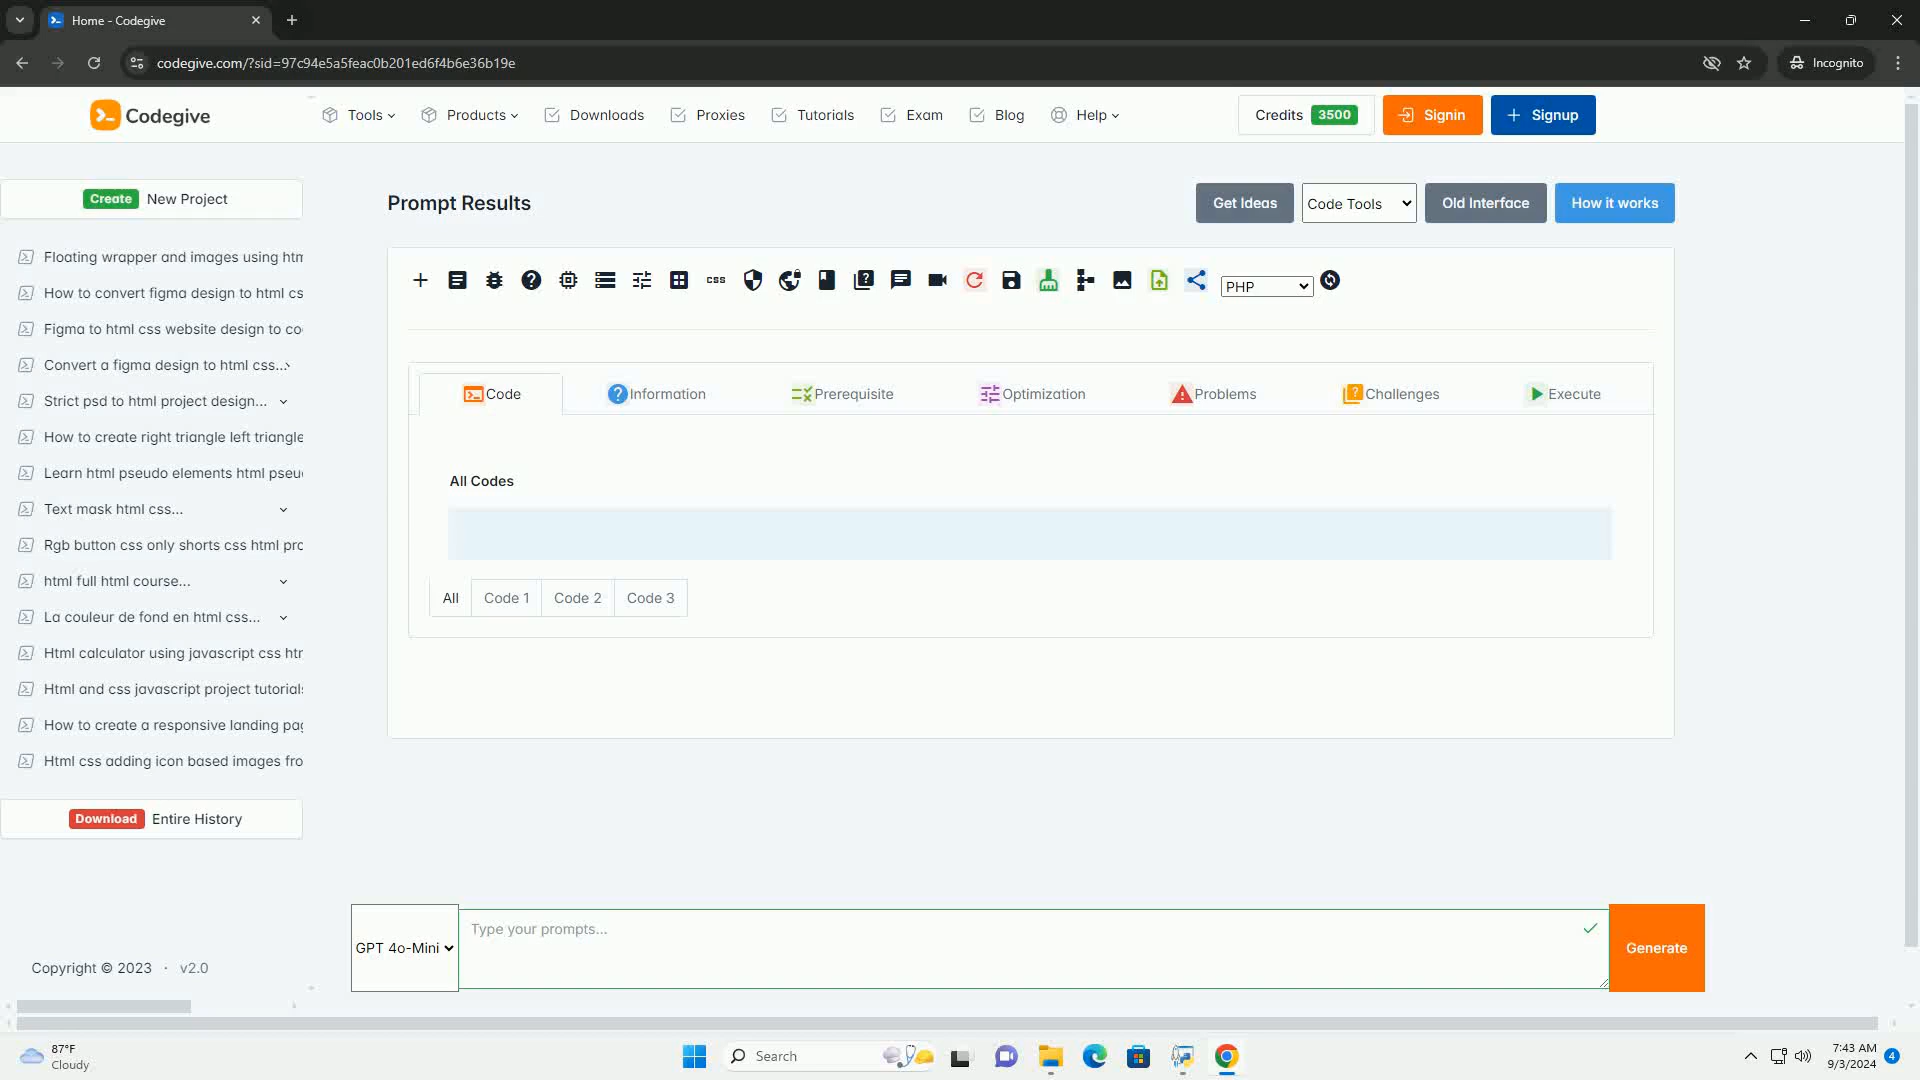 Home - Codegive
codegive.com/?sid=97c94e5a5feac0b201ed6f4b6e36b19e
Incognito
Codegive
Tools
Products
Downloads
Proxies
Tutorials
Exam
Blog
Help
Credits 3500
Signin
Signup
Create New Project
Floating wrapper and images using htm
How to convert figma design to html cs
Figma to html css website design to co
Convert a figma design to html css...
Strict psd to html project design...
How to create right triangle left triangle
Learn html pseudo elements html pseu
Text mask html css...
Rgb button css only shorts css html pro
html full html course...
La couleur de fond en html css...
Html calculator using javascript css htm
Html and css javascript project tutorials
How to create a responsive landing pag
Html css adding icon based images fro
Download Entire History
Copyright © 2023 · v2.0
Prompt Results
Get Ideas
Code Tools
Old Interface
How it works
css
PHP
Code
Information
Prerequisite
Optimization
Problems
Challenges
Execute
All Codes
All
Code 1
Code 2
Code 3
GPT 4o-Mini
Type your prompts...
Generate
87°F
Cloudy
Search
7:43 AM
9/3/2024
4